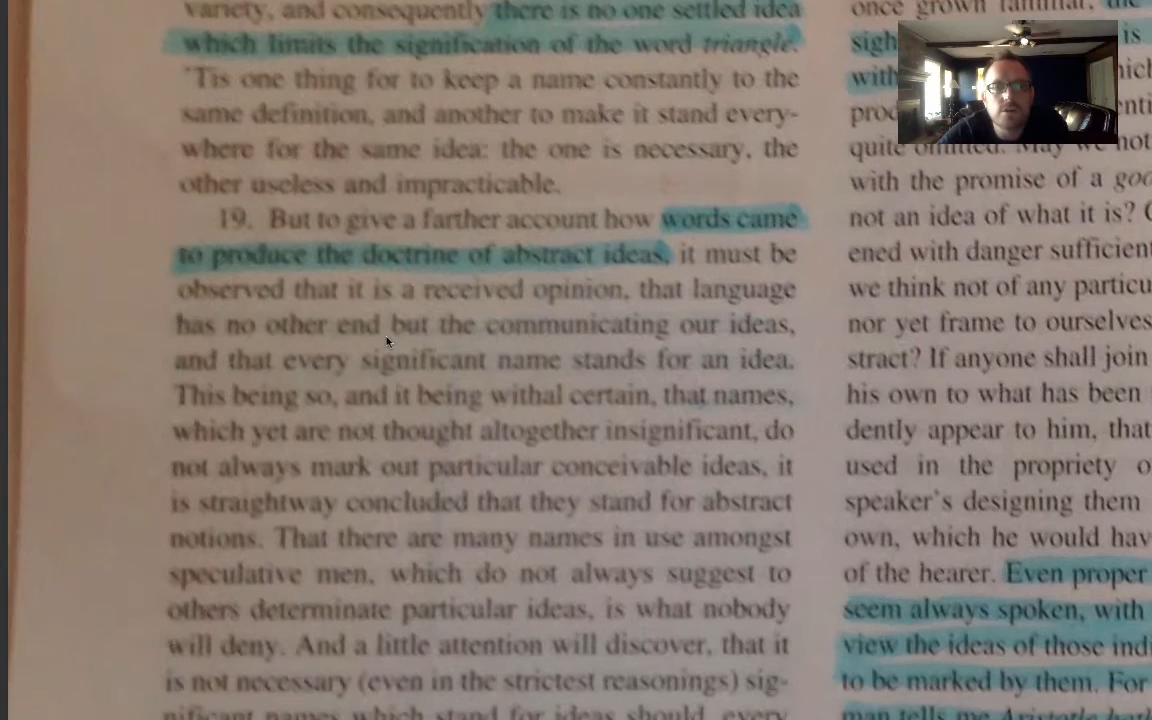 variety, and consequently there is no one settled idea
which limits the signification of the word triangle.
'Tis one thing for to keep a name constantly to the
same definition, and another to make it stand every-
where for the same idea: the one is necessary, the
other useless and impracticable.
19. But to give a farther account how words came
to produce the doctrine of abstract ideas, it must be
observed that it is a received opinion, that language
has no other end but the communicating our ideas,
and that every significant name stands for an idea.
This being so, and it being withal certain, that names,
which yet are not thought altogether insignificant, do
not always mark out particular conceivable ideas, it
is straightway concluded that they stand for abstract
notions. That there are many names in use amongst
speculative men, which do not always suggest to
others determinate particular ideas, is what nobody
will deny. And a little attention will discover, that it
is not necessary (even in the strictest reasonings) sig-
nificant names which stand for ideas should, every
once grown familiar, the
sigh is
with hich
prod enti
quite omitted. May we not
with the promise of a goo
not an idea of what it is?
ened with danger sufficient
we think not of any particu
nor yet frame to ourselves
stract? If anyone shall join
his own to what has been
dently appear to him, that
used in the propriety o
speaker's designing them
own, which he would hav
of the hearer. Even proper
seem always spoken, with
view the ideas of those indi
to be marked by them. For
man tells me Aristotle hath